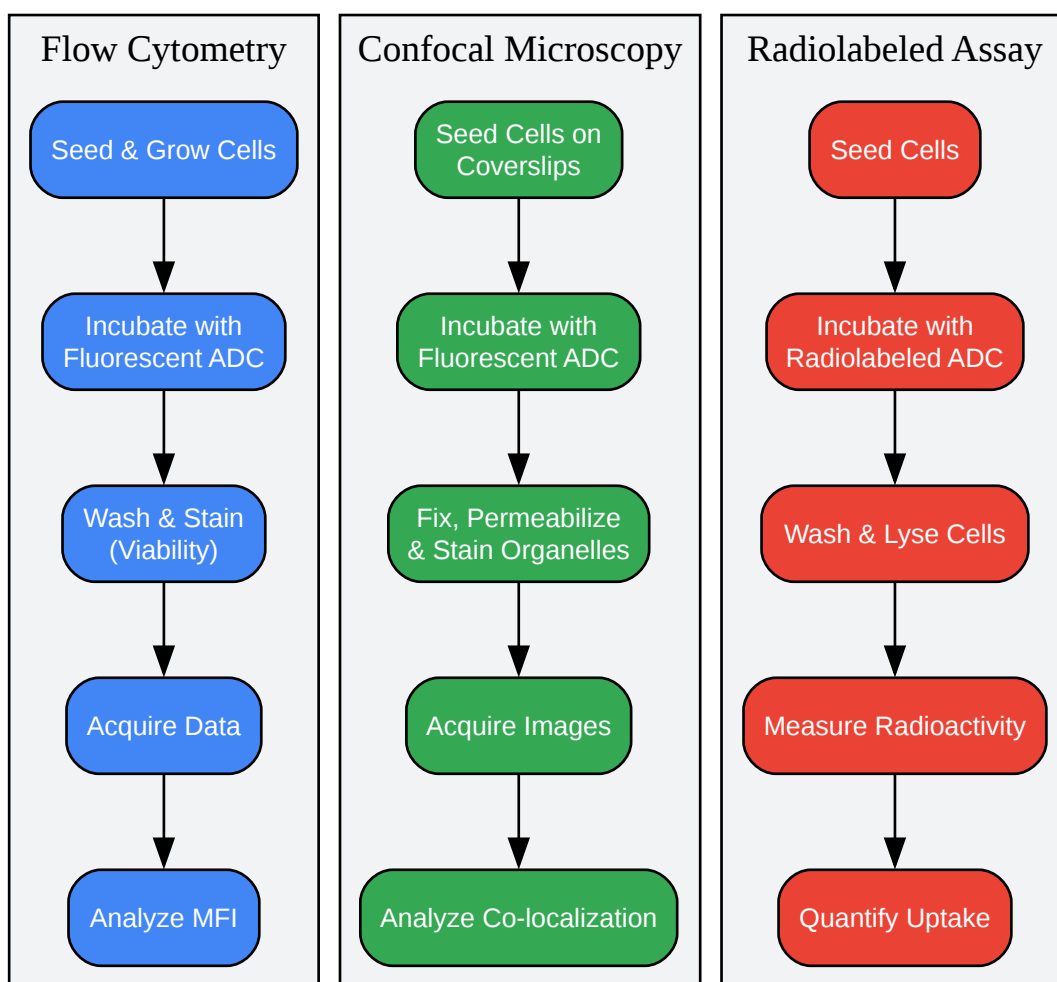 Flow Cytometry
Seed & Grow Cells
Incubate with
Fluorescent ADC
Wash & Stain
(Viability)
Acquire Data
Analyze MFI
Confocal Microscopy
Seed Cells on
Coverslips
Incubate with
Fluorescent ADC
Fix, Permeabilize
& Stain Organelles
Acquire Images
Analyze Co-localization
Radiolabeled Assay
Seed Cells
Incubate with
Radiolabeled ADC
Wash & Lyse Cells
Measure Radioactivity
Quantify Uptake